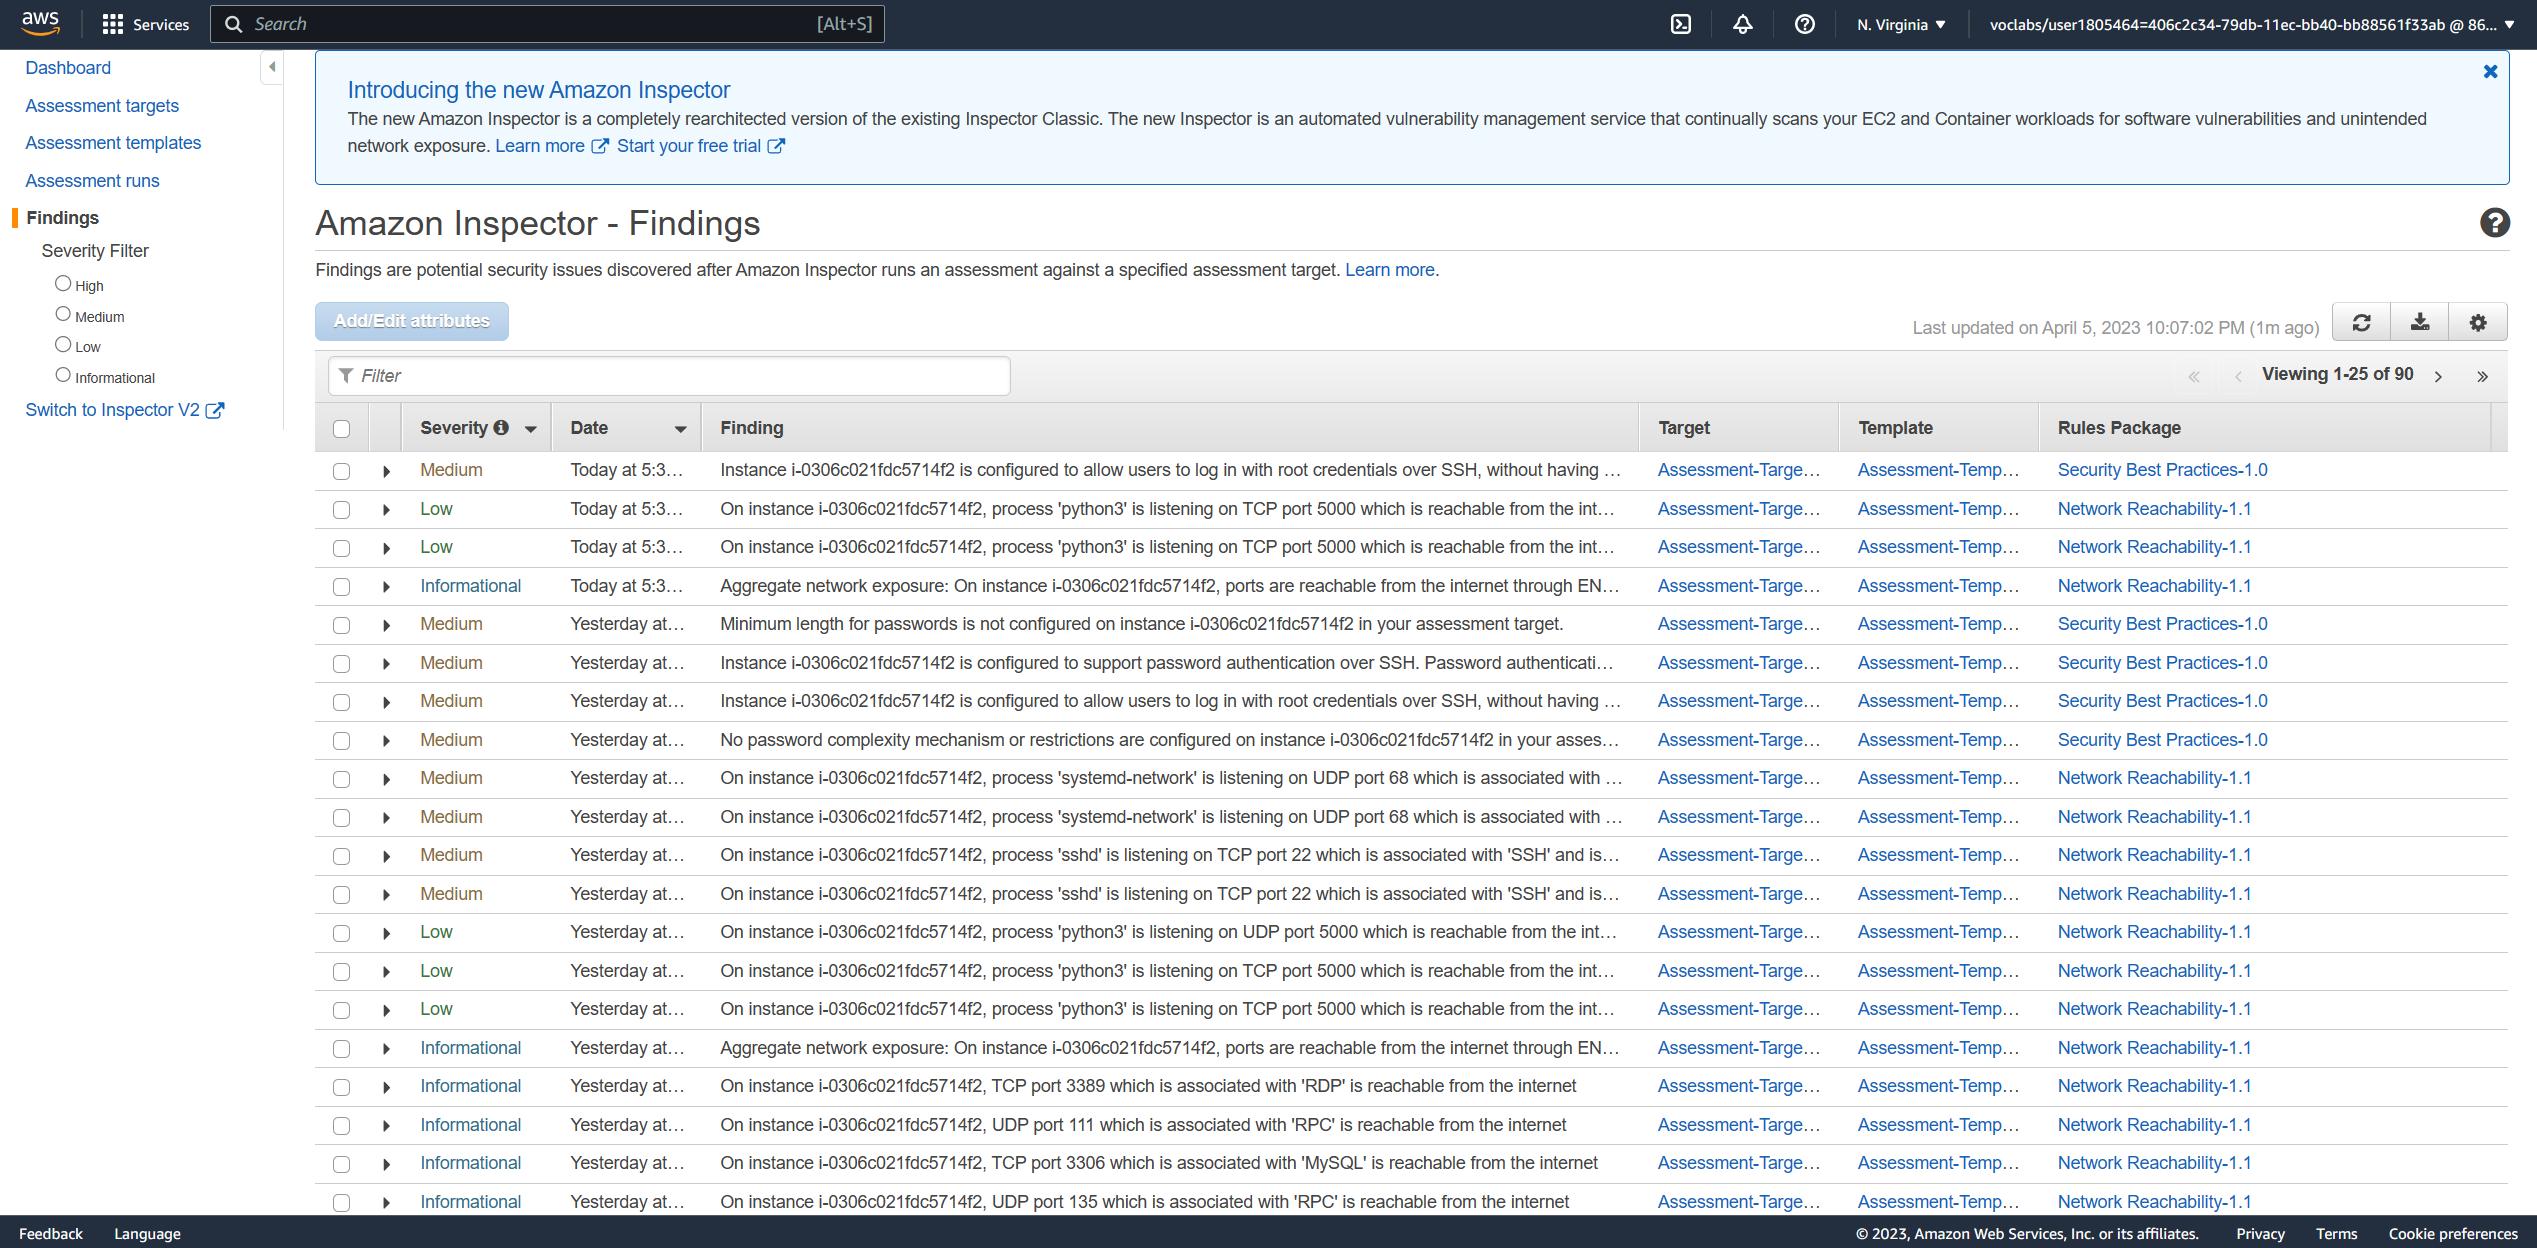 aws
Services
Search
[Alt+S]
N. Virginia
voclabs/user1805464=406c2c34-79db-11ec-bb40-bb88561f33ab @ 86...
Dashboard
Assessment targets
Assessment templates
Assessment runs
Findings
Severity Filter
High
Medium
Low
Informational
Switch to Inspector V2
Introducing the new Amazon Inspector
The new Amazon Inspector is a completely rearchitected version of the existing Inspector Classic. The new Inspector is an automated vulnerability management service that continually scans your EC2 and Container workloads for software vulnerabilities and unintended
network exposure. Learn more Start your free trial
Amazon Inspector - Findings
Findings are potential security issues discovered after Amazon Inspector runs an assessment against a specified assessment target. Learn more.
Add/Edit attributes
Last updated on April 5, 2023 10:07:02 PM (1m ago)
Filter
« ‹ Viewing 1-25 of 90 › »
Severity Date Finding Target Template Rules Package
Medium Today at 5:3… Instance i-0306c021fdc5714f2 is configured to allow users to log in with root credentials over SSH, without having … Assessment-Targe… Assessment-Temp… Security Best Practices-1.0
Low Today at 5:3… On instance i-0306c021fdc5714f2, process 'python3' is listening on TCP port 5000 which is reachable from the int… Assessment-Targe… Assessment-Temp… Network Reachability-1.1
Low Today at 5:3… On instance i-0306c021fdc5714f2, process 'python3' is listening on TCP port 5000 which is reachable from the int… Assessment-Targe… Assessment-Temp… Network Reachability-1.1
Informational Today at 5:3… Aggregate network exposure: On instance i-0306c021fdc5714f2, ports are reachable from the internet through EN… Assessment-Targe… Assessment-Temp… Network Reachability-1.1
Medium Yesterday at… Minimum length for passwords is not configured on instance i-0306c021fdc5714f2 in your assessment target. Assessment-Targe… Assessment-Temp… Security Best Practices-1.0
Medium Yesterday at… Instance i-0306c021fdc5714f2 is configured to support password authentication over SSH. Password authenticati… Assessment-Targe… Assessment-Temp… Security Best Practices-1.0
Medium Yesterday at… Instance i-0306c021fdc5714f2 is configured to allow users to log in with root credentials over SSH, without having … Assessment-Targe… Assessment-Temp… Security Best Practices-1.0
Medium Yesterday at… No password complexity mechanism or restrictions are configured on instance i-0306c021fdc5714f2 in your asses… Assessment-Targe… Assessment-Temp… Security Best Practices-1.0
Medium Yesterday at… On instance i-0306c021fdc5714f2, process 'systemd-network' is listening on UDP port 68 which is associated with … Assessment-Targe… Assessment-Temp… Network Reachability-1.1
Medium Yesterday at… On instance i-0306c021fdc5714f2, process 'systemd-network' is listening on UDP port 68 which is associated with … Assessment-Targe… Assessment-Temp… Network Reachability-1.1
Medium Yesterday at… On instance i-0306c021fdc5714f2, process 'sshd' is listening on TCP port 22 which is associated with 'SSH' and is… Assessment-Targe… Assessment-Temp… Network Reachability-1.1
Medium Yesterday at… On instance i-0306c021fdc5714f2, process 'sshd' is listening on TCP port 22 which is associated with 'SSH' and is… Assessment-Targe… Assessment-Temp… Network Reachability-1.1
Low Yesterday at… On instance i-0306c021fdc5714f2, process 'python3' is listening on UDP port 5000 which is reachable from the int… Assessment-Targe… Assessment-Temp… Network Reachability-1.1
Low Yesterday at… On instance i-0306c021fdc5714f2, process 'python3' is listening on TCP port 5000 which is reachable from the int… Assessment-Targe… Assessment-Temp… Network Reachability-1.1
Low Yesterday at… On instance i-0306c021fdc5714f2, process 'python3' is listening on TCP port 5000 which is reachable from the int… Assessment-Targe… Assessment-Temp… Network Reachability-1.1
Informational Yesterday at… Aggregate network exposure: On instance i-0306c021fdc5714f2, ports are reachable from the internet through EN… Assessment-Targe… Assessment-Temp… Network Reachability-1.1
Informational Yesterday at… On instance i-0306c021fdc5714f2, TCP port 3389 which is associated with 'RDP' is reachable from the internet Assessment-Targe… Assessment-Temp… Network Reachability-1.1
Informational Yesterday at… On instance i-0306c021fdc5714f2, UDP port 111 which is associated with 'RPC' is reachable from the internet Assessment-Targe… Assessment-Temp… Network Reachability-1.1
Informational Yesterday at… On instance i-0306c021fdc5714f2, TCP port 3306 which is associated with 'MySQL' is reachable from the internet Assessment-Targe… Assessment-Temp… Network Reachability-1.1
Informational Yesterday at… On instance i-0306c021fdc5714f2, UDP port 135 which is associated with 'RPC' is reachable from the internet Assessment-Targe… Assessment-Temp… Network Reachability-1.1
Feedback Language © 2023, Amazon Web Services, Inc. or its affiliates. Privacy Terms Cookie preferences